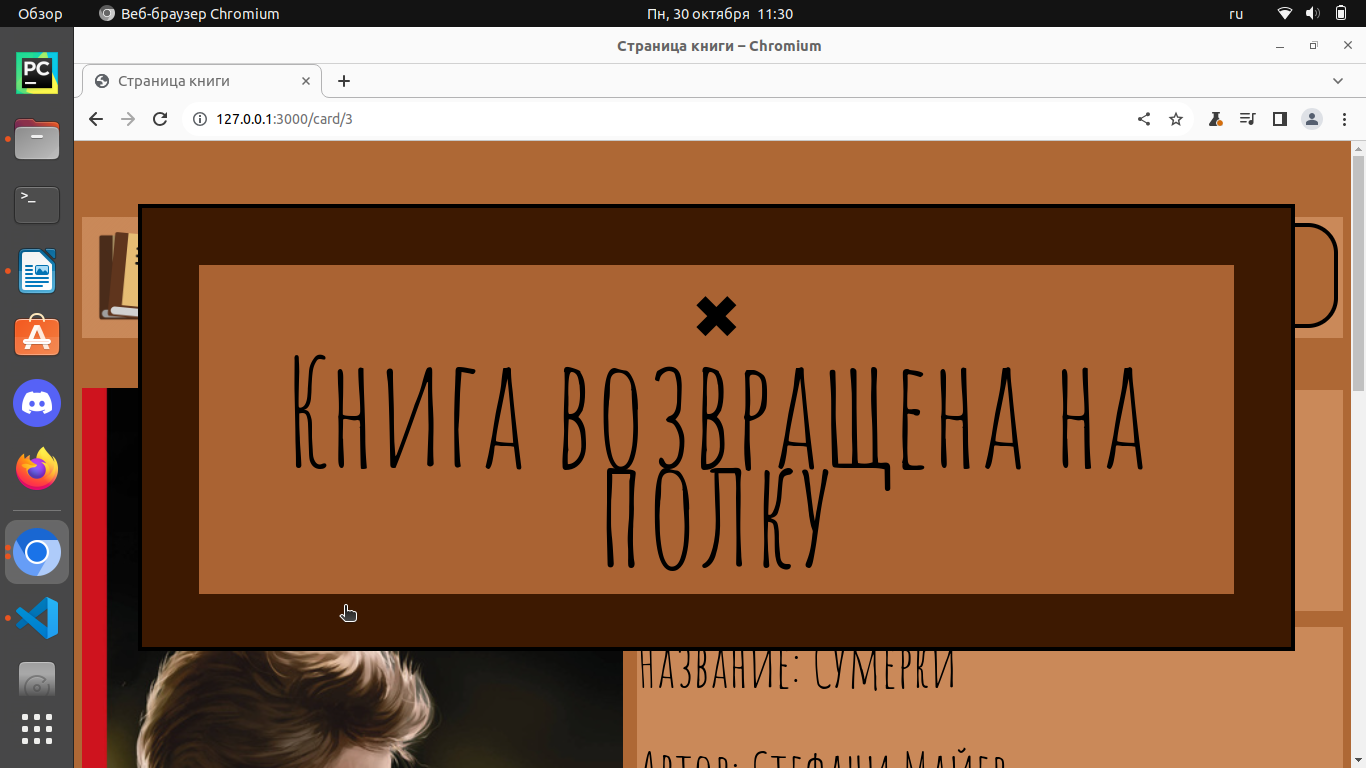 Обзор
Веб-браузер Chromium
Пн, 30 октября 11:30
ru
Страница книги – Chromium
PC
Страница книги
127.0.0.1:3000/card/3
>_
Книга возвращена на
полку
Название: Сумерки
Автор: Стефани Майер